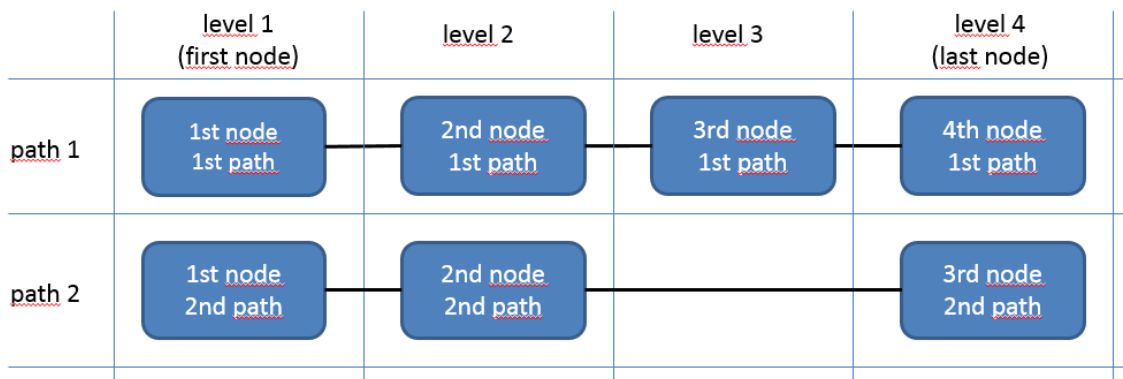 level 1
(first node)
level 2
level 3
level 4
(last node)
path 1
1st node
1st path
2nd node
1st path
3rd node
1st path
4th node
1st path
path 2
1st node
2nd path
2nd node
2nd path
3rd node
2nd path